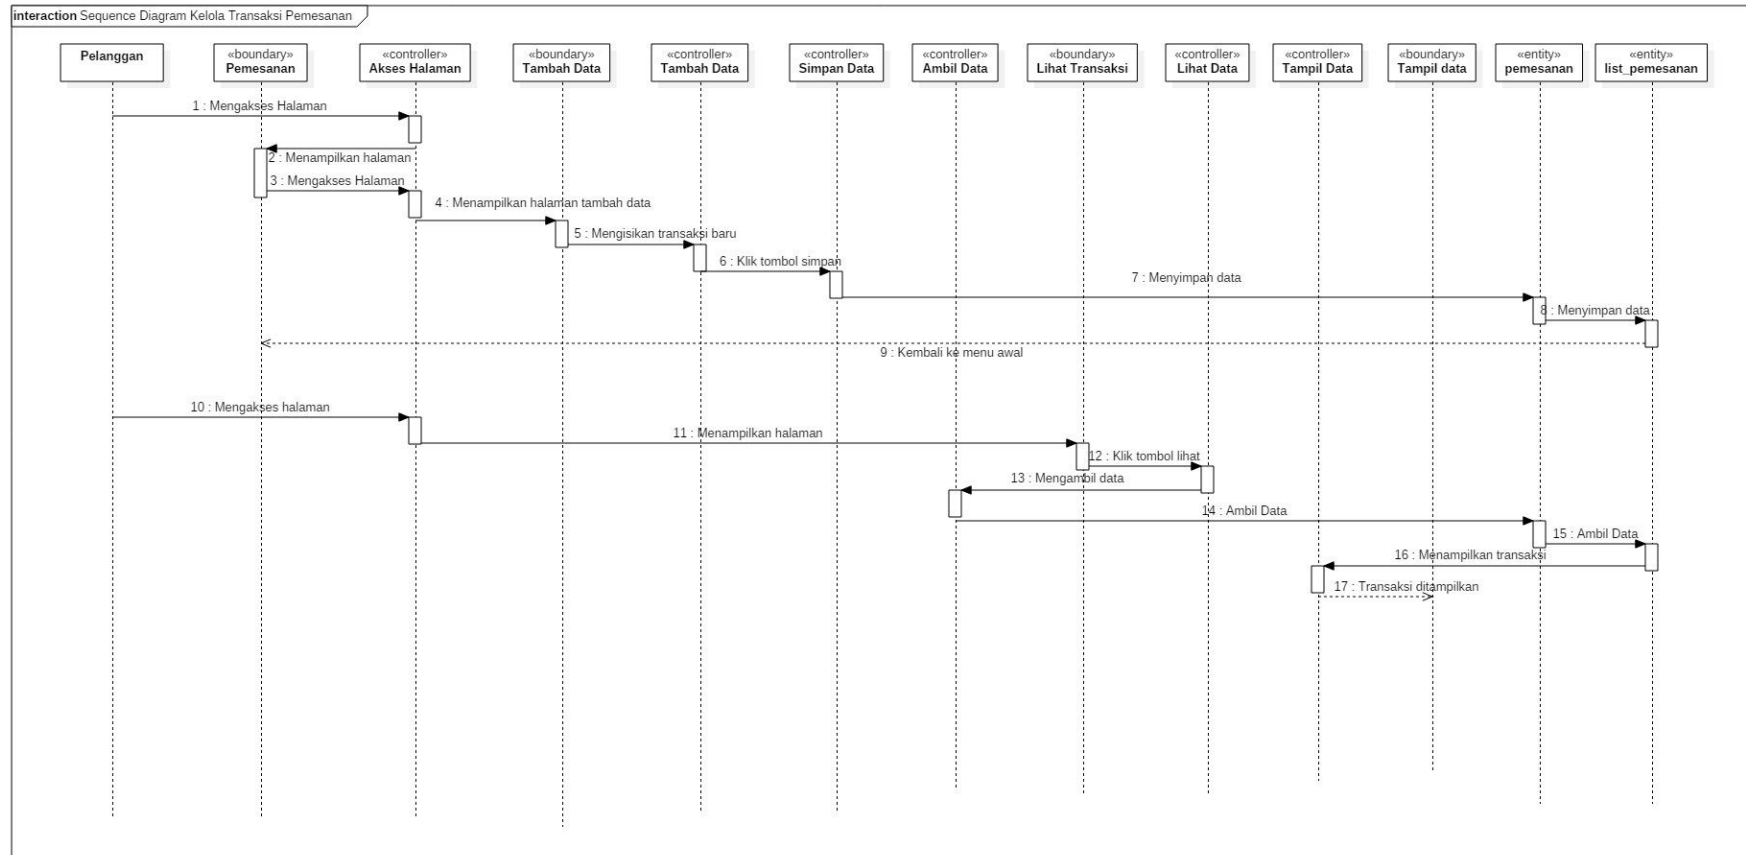 interaction Sequence Diagram Kelola Transaksi Pemesanan
Pelanggan
«boundary»
Pemesanan
«controller»
Akses Halaman
«boundary»
Tambah Data
«controller»
Tambah Data
«controller»
Simpan Data
«controller»
Ambil Data
«boundary»
Lihat Transaksi
«controller»
Lihat Data
«controller»
Tampil Data
«boundary»
Tampil data
«entity»
pemesanan
«entity»
list_pemesanan
1 : Mengakses Halaman
2 : Menampilkan halaman
3 : Mengakses Halaman
4 : Menampilkan halaman tambah data
5 : Mengisikan transaksi baru
6 : Klik tombol simpan
7 : Menyimpan data
8 : Menyimpan data
9 : Kembali ke menu awal
10 : Mengakses halaman
11 : Menampilkan halaman
12 : Klik tombol lihat
13 : Mengambil data
14 : Ambil Data
15 : Ambil Data
16 : Menampilkan transaksi
17 : Transaksi ditampilkan